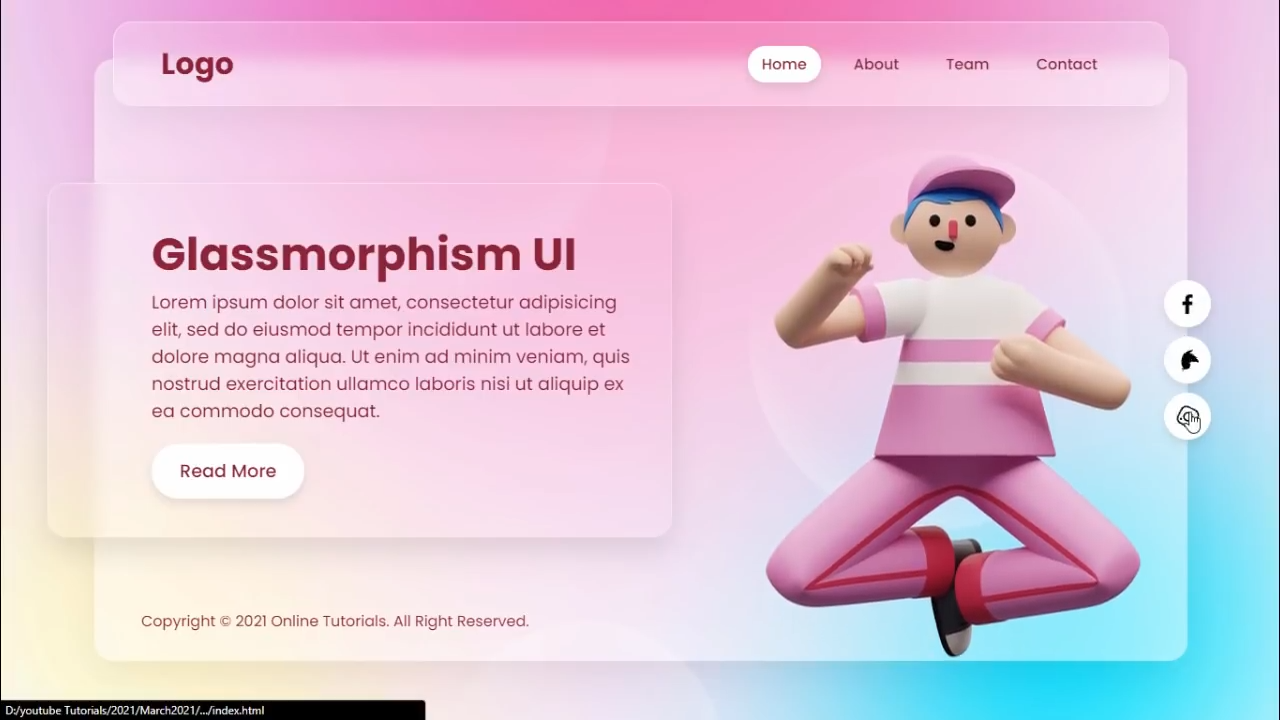 Logo
Home About Team Contact
Glassmorphism UI
Lorem ipsum dolor sit amet, consectetur adipisicing
elit, sed do eiusmod tempor incididunt ut labore et
dolore magna aliqua. Ut enim ad minim veniam, quis
nostrud exercitation ullamco laboris nisi ut aliquip ex
ea commodo consequat.
Read More
Copyright © 2021 Online Tutorials. All Right Reserved.
D:/youtube Tutorials/2021/March2021/.../index.html